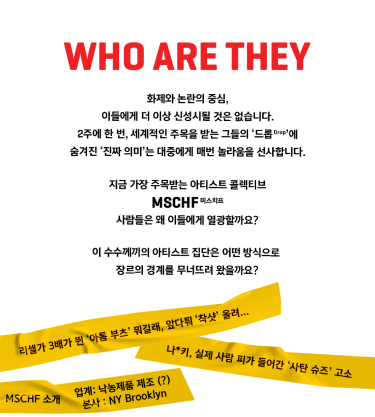 WHO ARE THEY
화제와 논란의 중심,
이들에게 더 이상 신성시될 것은 없습니다.
2주에 한 번, 세계적인 주목을 받는 그들의 ‘드롭Drop’에
숨겨진 ‘진짜 의미’는 대중에게 매번 놀라움을 선사합니다.
지금 가장 주목받는 아티스트 콜렉티브
MSCHF 미스치프
사람들은 왜 이들에게 열광할까요?
이 수수께끼의 아티스트 집단은 어떤 방식으로
장르의 경계를 무너뜨려 왔을까요?
리셀가 3배가 뛴 ‘아톰 부츠’ 뭐길래, 앞다퉈 ‘착샷’ 올려...
나*키, 실제 사람 피가 들어간 ‘사탄 슈즈’ 고소
MSCHF 소개
업계: 낙농제품 제조 (?)
본사 : NY Brooklyn